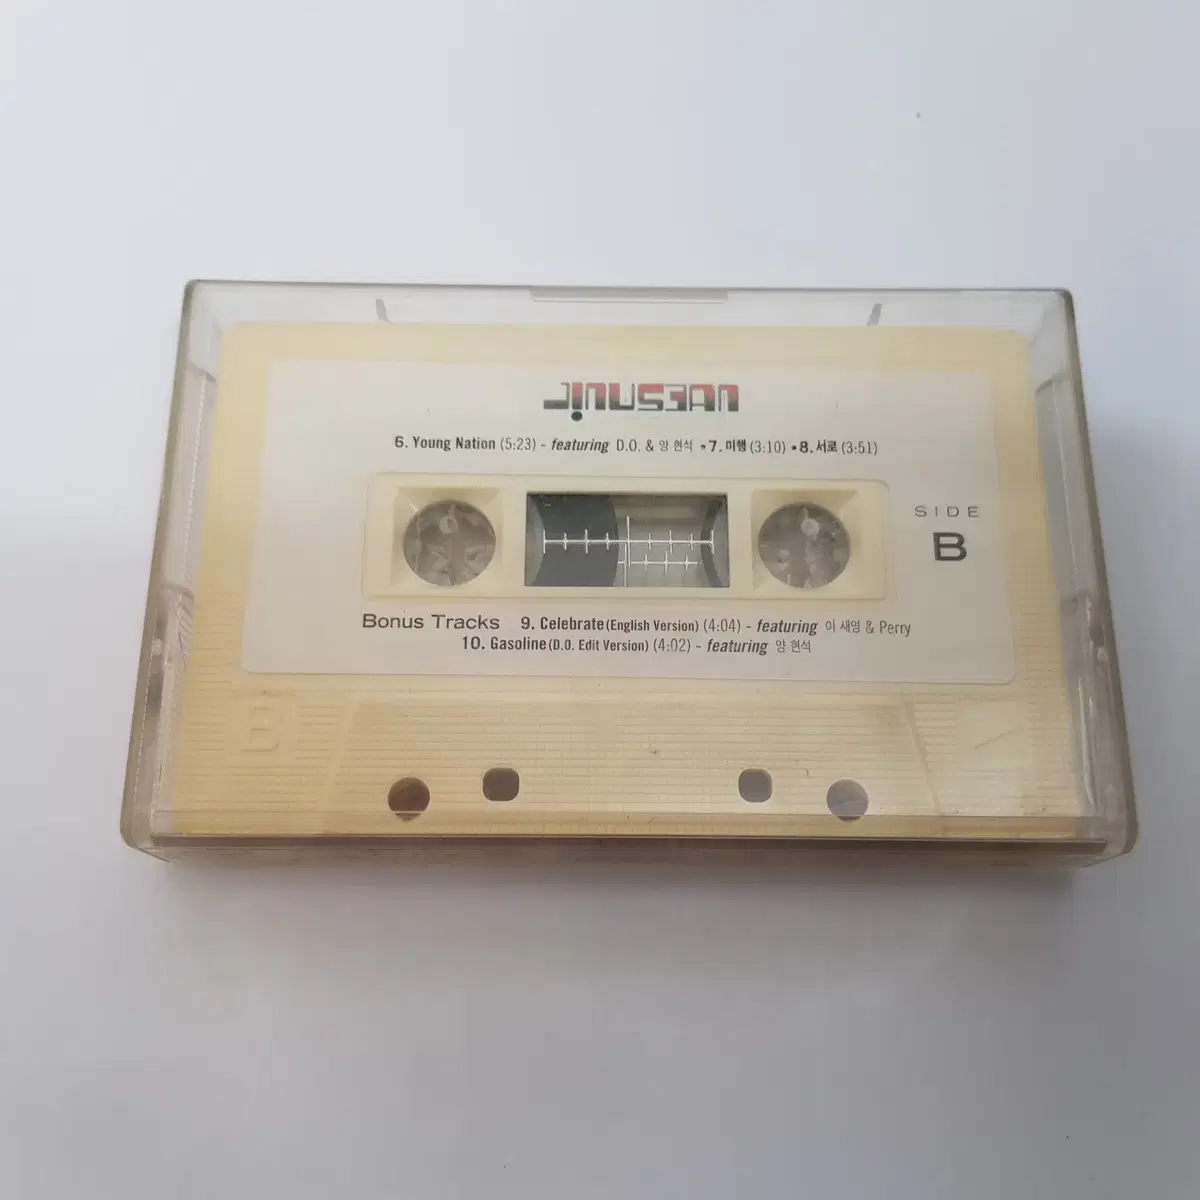 JINUSEAN
6. Young Nation (5:23) - featuring D.O. & 양 현석 • 7. 미행 (3:10) • 8. 서로 (3:51)
SIDE
B
Bonus Tracks 9. Celebrate (English Version) (4:04) - featuring 이 새영 & Perry
10. Gasoline (D.O. Edit Version) (4:02) - featuring 양 현석
B